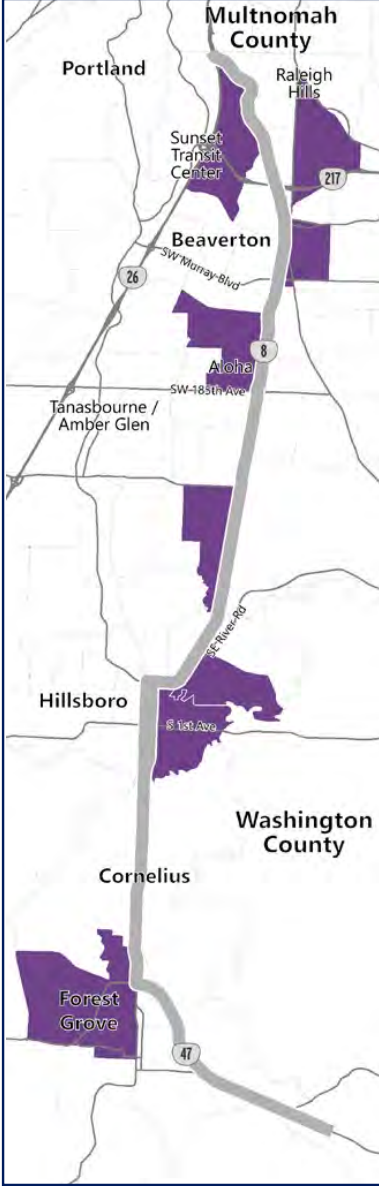 Multnomah
County
Portland
Raleigh
Hills
Sunset
Transit
Center
217
Beaverton
SW Murray Blvd
26
8
Aloha
SW 185th Ave
Tanasbourne /
Amber Glen
SE River Rd
Hillsboro
S 1st Ave
Washington
County
Cornelius
Forest
Grove
47